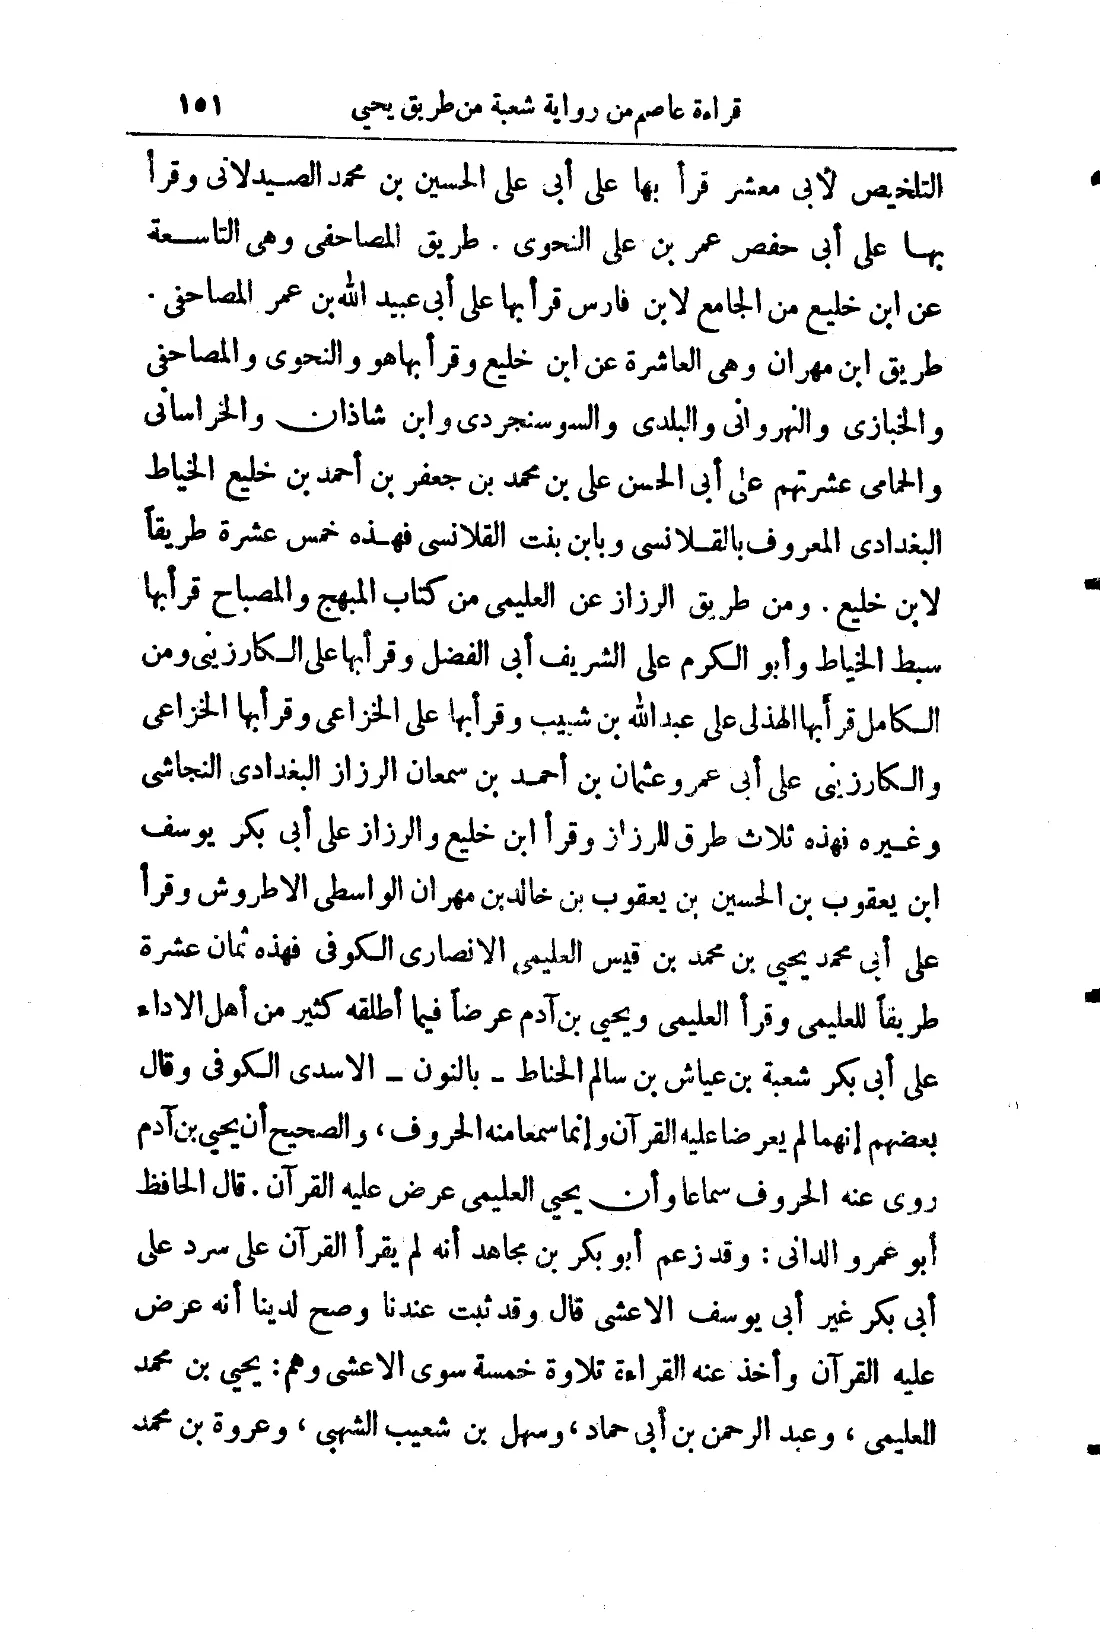 قراءة عاصم من رواية شعبة من طريق يحيى ١٥١
التلخيص لأبى معشر قرأ بها على أبى على الحسين بن محمد الصيدلانى وقرأ
بها على أبى حفص عمر بن على النحوى . طريق المصاحفى وهى التاسعة
عن ابن خليع من الجامع لابن فارس قرأ بها على أبى عبيد الله بن عمر المصاحفى .
طريق ابن مهران وهى العاشرة عن ابن خليع وقرأ بها هو والنحوى والمصاحفى
والخبازى والنهروانى والبلدى والسوسنجردى وابن شاذان والخراسانى
والحمامى عشرتهم على أبى الحسن على بن محمد بن جعفر بن أحمد بن خليع الخياط
البغدادى المعروف بالقلانسى وبابن بنت القلانسى فهذه خمس عشرة طريقاً
لابن خليع . ومن طريق الرزاز عن العليمى من كتاب المبهج والمصباح قرأ بها
سبط الخياط وأبو الكرم على الشريف أبى الفضل وقرأ بها على الكارزينى ومن
الكامل قرأ بها الهذلى على عبد الله بن شبيب وقرأ بها على الخزاعى وقرأ بها الخزاعى
والكارزينى على أبى عمرو عثمان بن أحمد بن سمعان الرزاز البغدادى النجاشى
وغيره فهذه ثلاث طرق للرزاز وقرأ ابن خليع والرزاز على أبى بكر يوسف
ابن يعقوب بن الحسين بن يعقوب بن خالد بن مهران الواسطى الاطروش وقرأ
على أبى محمد يحيى بن محمد بن قيس العليمى الانصارى الكوفى فهذه ثمان عشرة
طريقاً للعليمى وقرأ العليمى ويحيى بن آدم عرضاً فيما أطلقه كثير من أهل الاداء
على أبى بكر شعبة بن عياش بن سالم الحناط - بالنون - الاسدى الكوفى وقال
بعضهم إنهما لم يعرضا عليه القرآن وإنما سمعا منه الحروف ، والصحيح أن يحيى بن آدم
روى عنه الحروف سماعا وأن يحيى العليمى عرض عليه القرآن . قال الحافظ
أبو عمرو الدانى : وقد زعم أبو بكر بن مجاهد أنه لم يقرأ القرآن على سرد على
أبى بكر غير أبى يوسف الاعشى قال وقد ثبت عندنا وصح لدينا أنه عرض
عليه القرآن وأخذ عنه القراءة تلاوة خمسة سوى الاعشى وهم : يحيى بن محمد
العليمى ، وعبد الرحمن بن أبى حماد ، وسهل بن شعيب الشهبى ، وعروة بن محمد